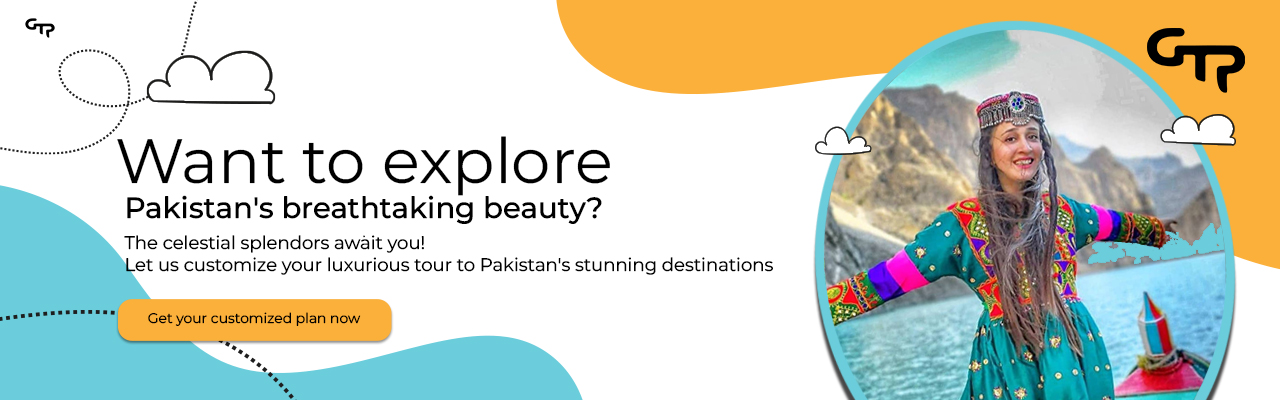 GTP
GTP
Want to explore
Pakistan's breathtaking beauty?
The celestial splendors await you!
Let us customize your luxurious tour to Pakistan's stunning destinations
Get your customized plan now